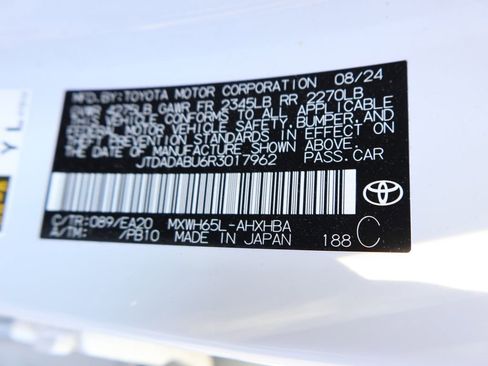 MFD.BY:TOYOTA MOTOR CORPORATION 08/24
GVWR 4575LB GAWR FR 2345LB RR 2270LB
THIS VEHICLE CONFORMS TO ALL APPLICABLE
FEDERAL MOTOR VEHICLE SAFETY, BUMPER, AND
THEFT PREVENTION STANDARDS IN EFFECT ON
THE DATE OF MANUFACTURE SHOWN ABOVE.
JTDADABU6R3017962 PASS.CAR
C/TR:089/EA20 MXWH65L-AHXHBA
A/TM: /PB10 MADE IN JAPAN 188 C
YL